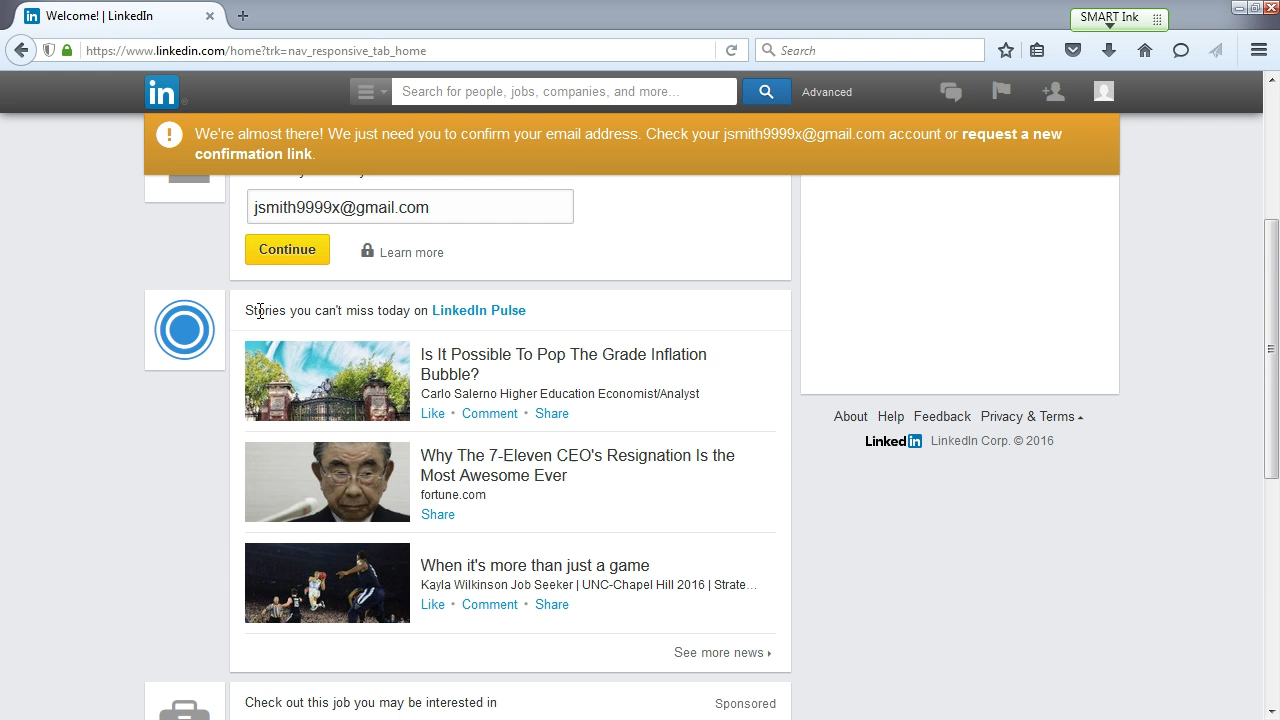 Welcome! | LinkedIn
SMART Ink
https://www.linkedin.com/home?trk=nav_responsive_tab_home
Search
in
Search for people, jobs, companies, and more...
Advanced
We're almost there! We just need you to confirm your email address. Check your jsmith9999x@gmail.com account or request a new
confirmation link.
jsmith9999x@gmail.com
Continue
Learn more
Stories you can't miss today on LinkedIn Pulse
Is It Possible To Pop The Grade Inflation
Bubble?
Carlo Salerno Higher Education Economist/Analyst
Like • Comment • Share
Why The 7-Eleven CEO's Resignation Is the
Most Awesome Ever
fortune.com
Share
When it's more than just a game
Kayla Wilkinson Job Seeker | UNC-Chapel Hill 2016 | Strate...
Like • Comment • Share
See more news
Check out this job you may be interested in
Sponsored
About Help Feedback Privacy & Terms
LinkedIn LinkedIn Corp. © 2016